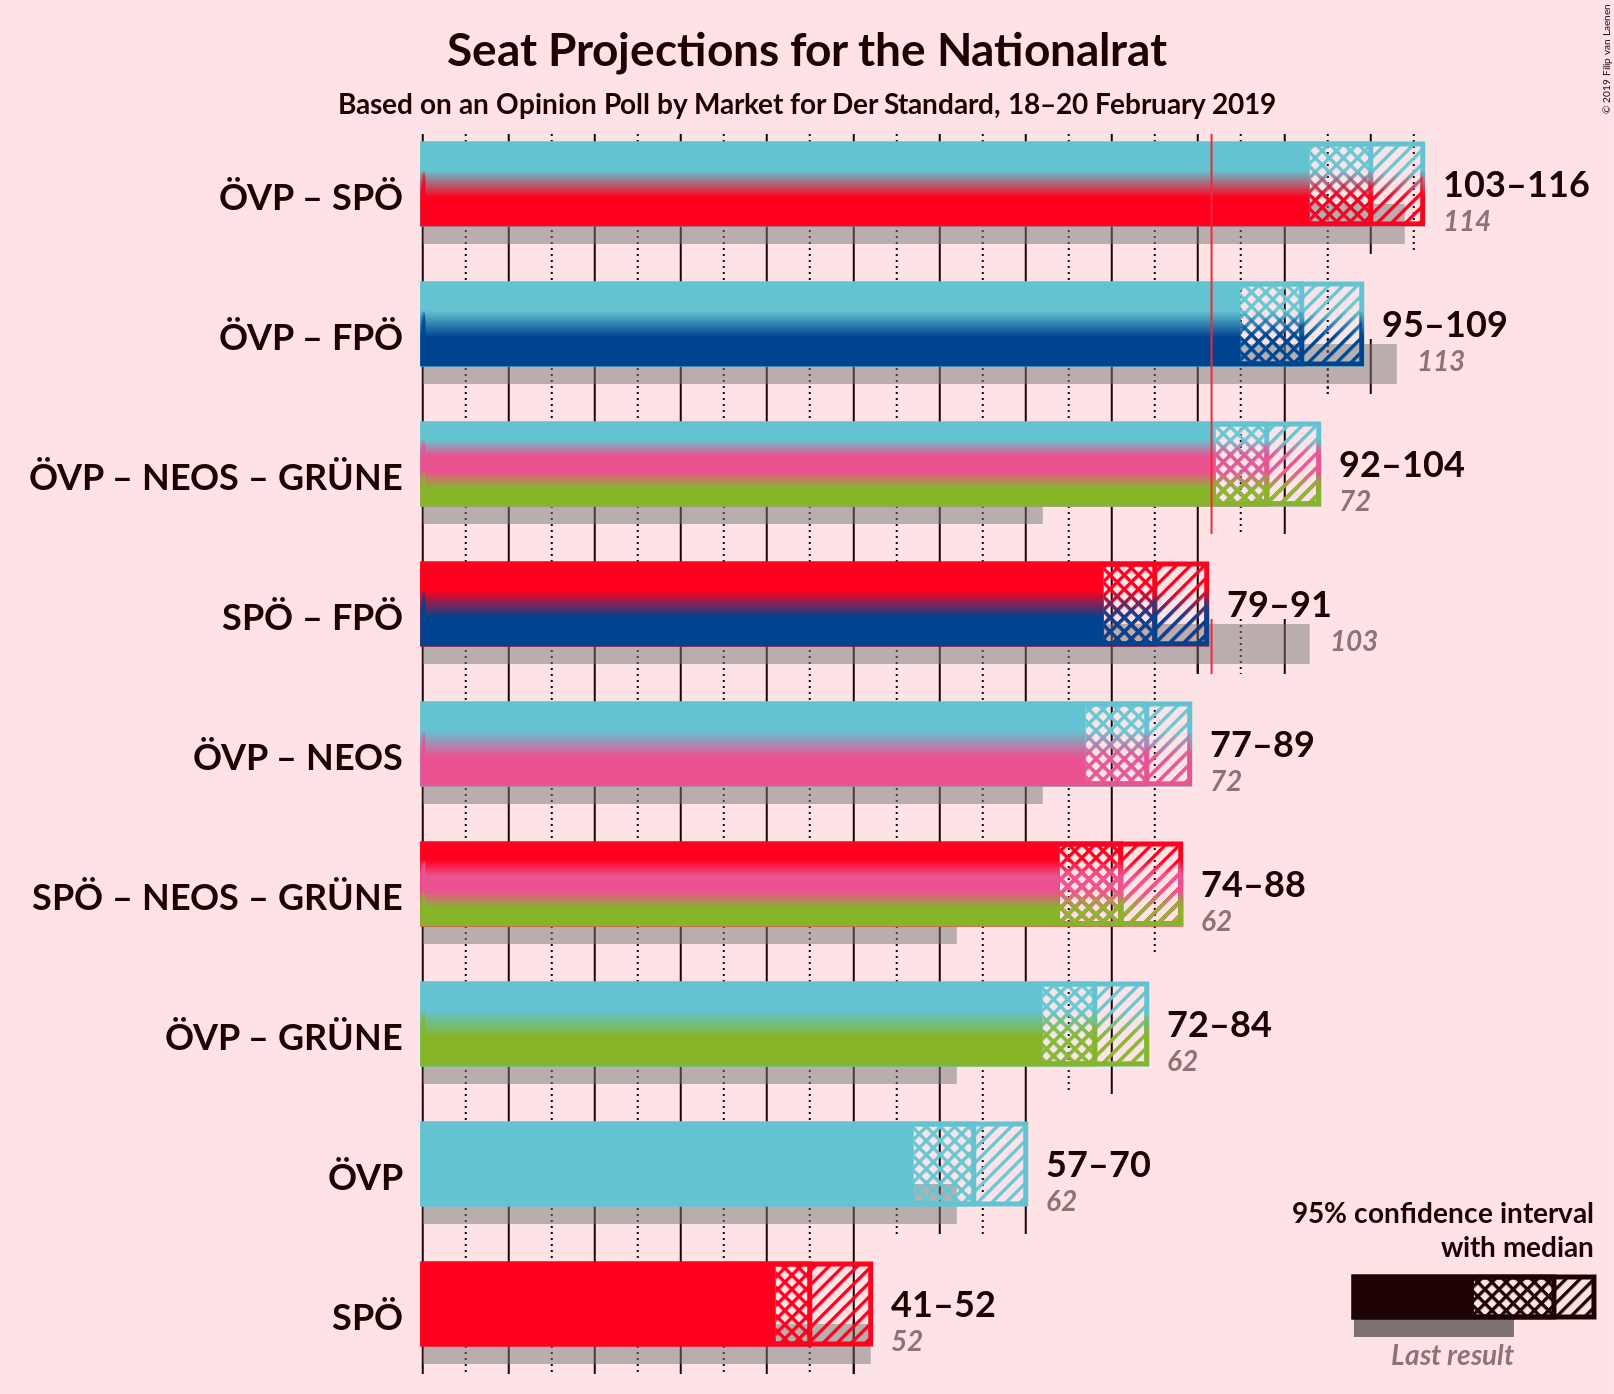 Seat Projections for the Nationalrat
Based on an Opinion Poll by Market for Der Standard, 18–20 February 2019
© 2019 Filip van Laenen
ÖVP – SPÖ
103–116
114
ÖVP – FPÖ
95–109
113
ÖVP – NEOS – GRÜNE
92–104
72
SPÖ – FPÖ
79–91
103
ÖVP – NEOS
77–89
72
SPÖ – NEOS – GRÜNE
74–88
62
ÖVP – GRÜNE
72–84
62
ÖVP
57–70
62
SPÖ
41–52
52
95% confidence interval
with median
Last result